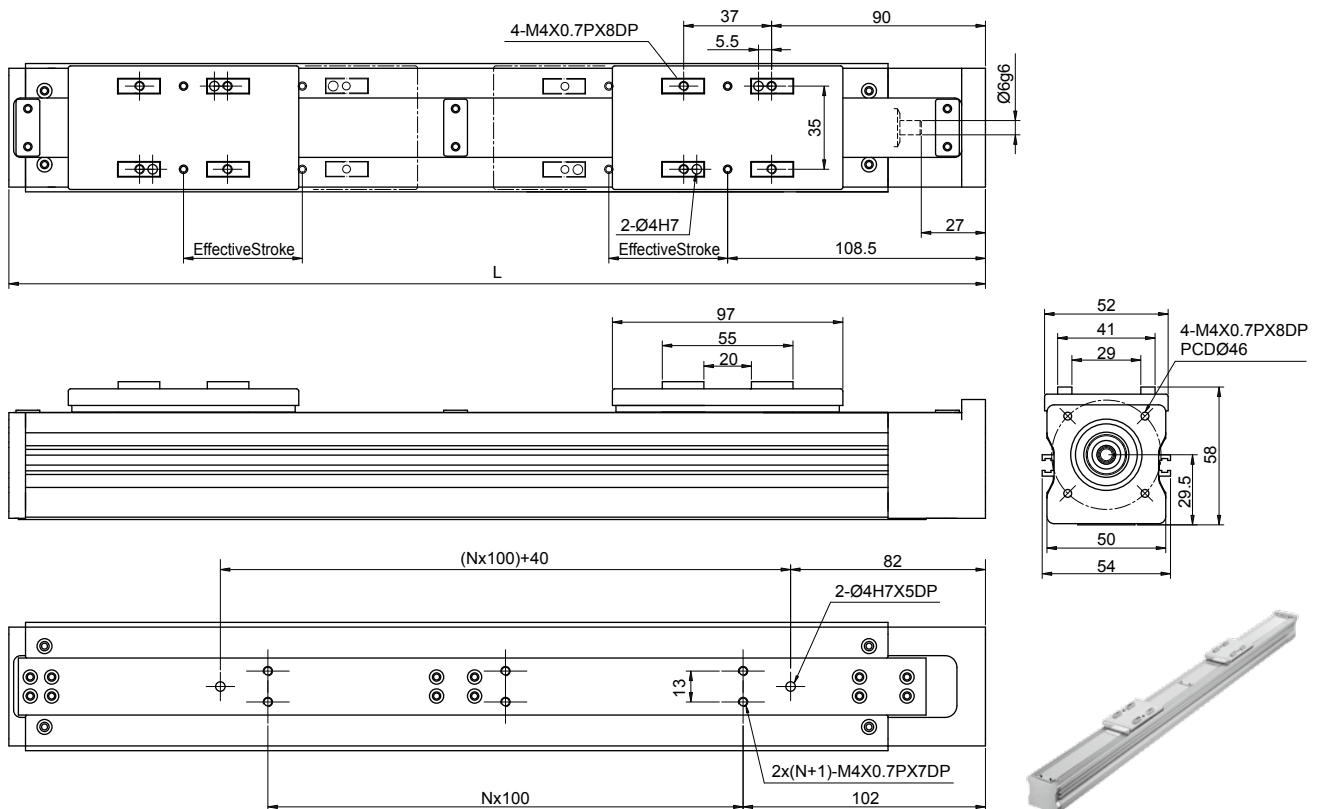 37
90
4-M4X0.7PX8DP
5.5
Ø6g6
35
2-Ø4H7
27
EffectiveStroke
EffectiveStroke
108.5
L
97
52
55
41
4-M4X0.7PX8DP
20
29
PCDØ46
58
29.5
50
54
(Nx100)+40
82
2-Ø4H7X5DP
13
2x(N+1)-M4X0.7PX7DP
Nx100
102